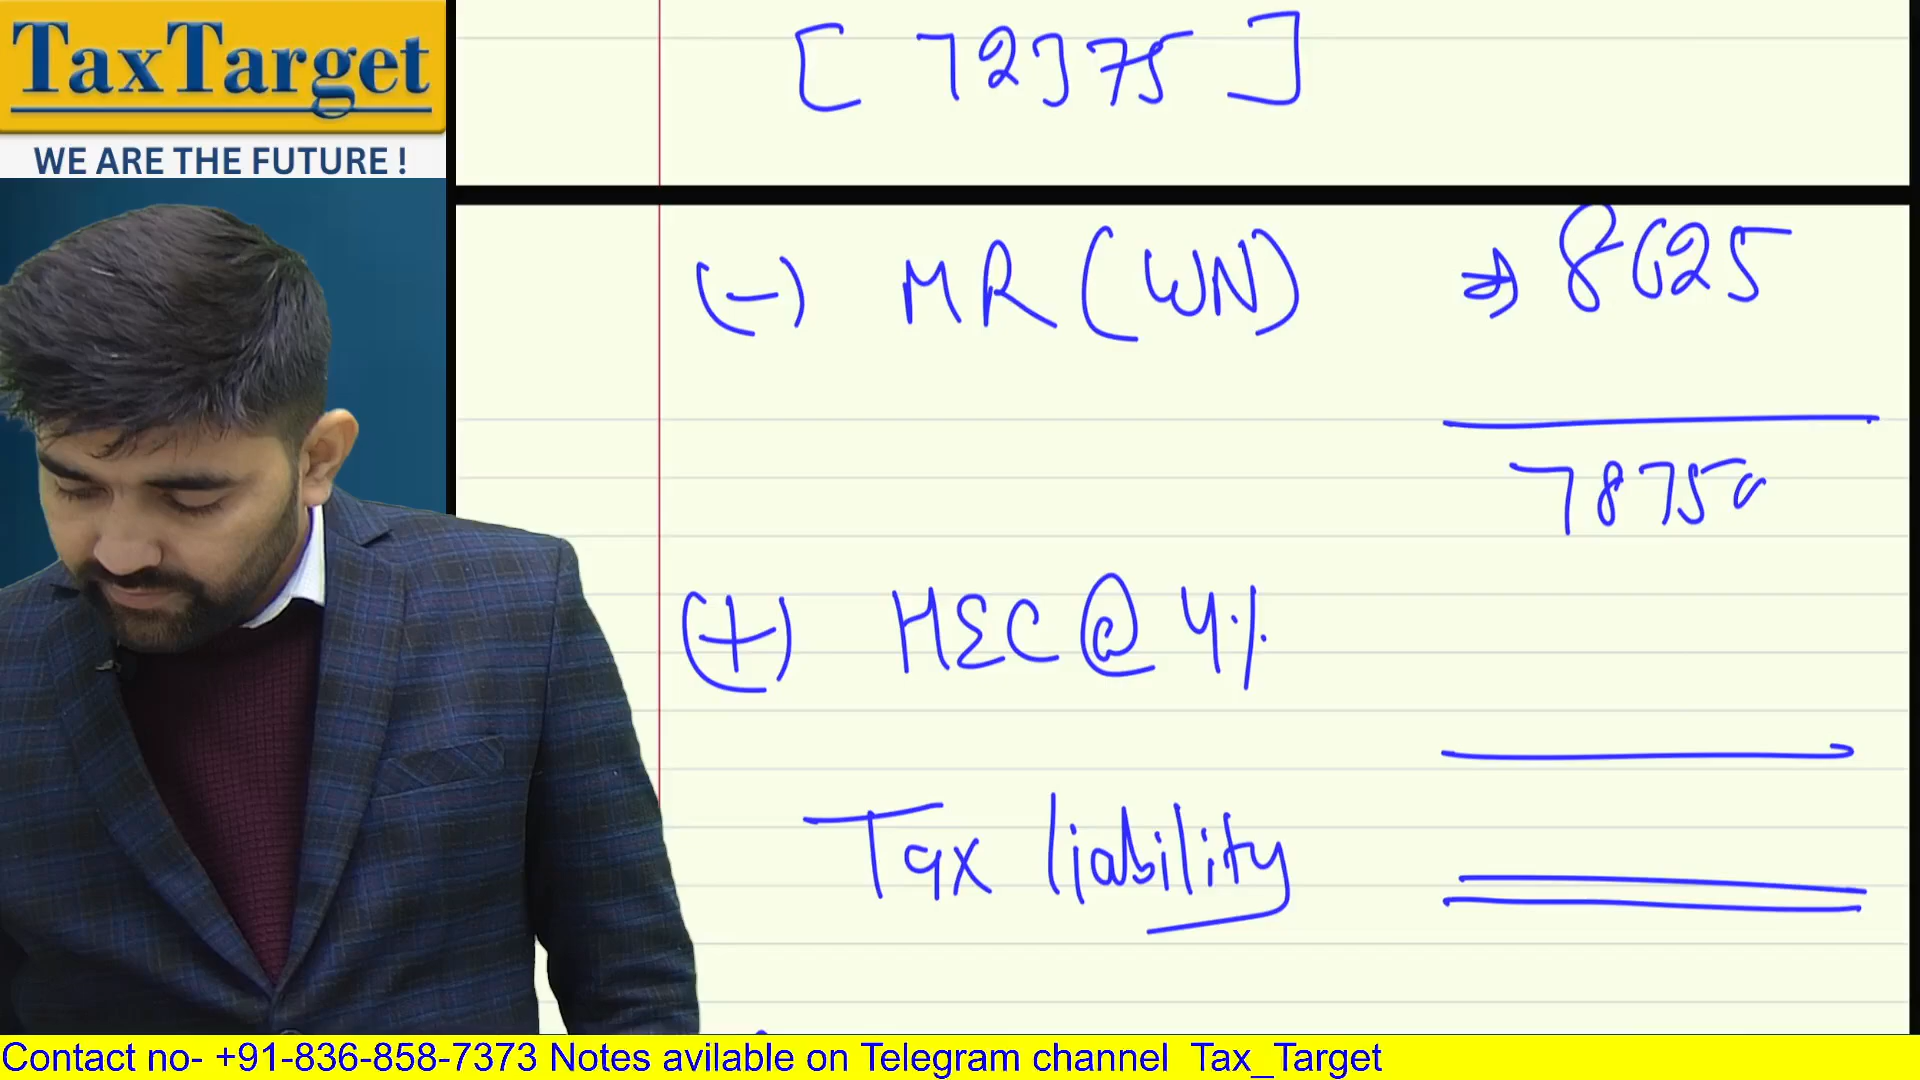 TaxTarget
WE ARE THE FUTURE !
[ 72375 ]
(-) MR (WN) ⇒ 8625
78750
(+) HEC @ 4%
Tax liability
Contact no- +91-836-858-7373 Notes avilable on Telegram channel Tax_Target